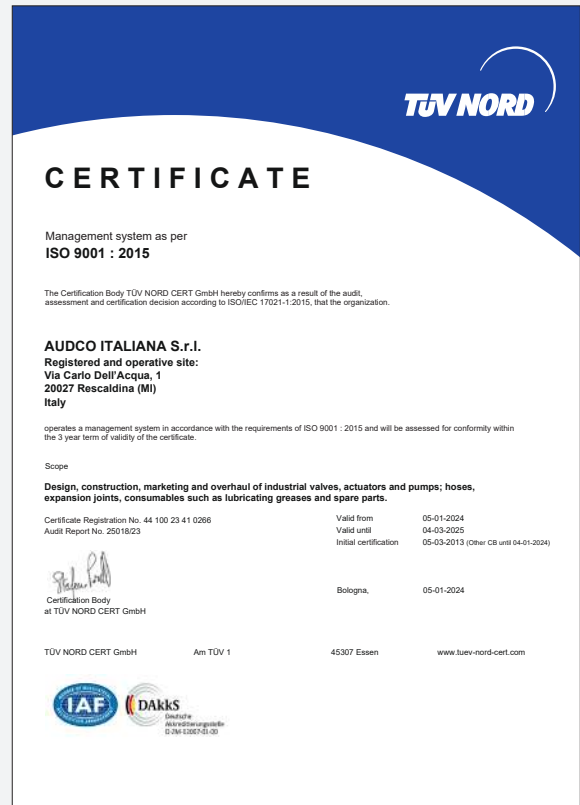 TÜV NORD
CERTIFICATE
Management system as per
ISO 9001 : 2015
The Certification Body TÜV NORD CERT GmbH hereby confirms as a result of the audit,
assessment and certification decision according to ISO/IEC 17021-1:2015, that the organization.
AUDCO ITALIANA S.r.l.
Registered and operative site:
Via Carlo Dell'Acqua, 1
20027 Rescaldina (MI)
Italy
operates a management system in accordance with the requirements of ISO 9001 : 2015 and will be assessed for conformity within
the 3 year term of validity of the certificate.
Scope
Design, construction, marketing and overhaul of industrial valves, actuators and pumps; hoses,
expansion joints, consumables such as lubricating greases and spare parts.
Certificate Registration No. 44 100 23 41 0266
Audit Report No. 25018/23
Valid from 05-01-2024
Valid until 04-03-2025
Initial certification 05-03-2013 (Other CB until 04-01-2024)
Certification Body
at TÜV NORD CERT GmbH
Bologna, 05-01-2024
TÜV NORD CERT GmbH Am TÜV 1 45307 Essen www.tuev-nord-cert.com
IAF
DAkkS
Deutsche
Akkreditierungsstelle